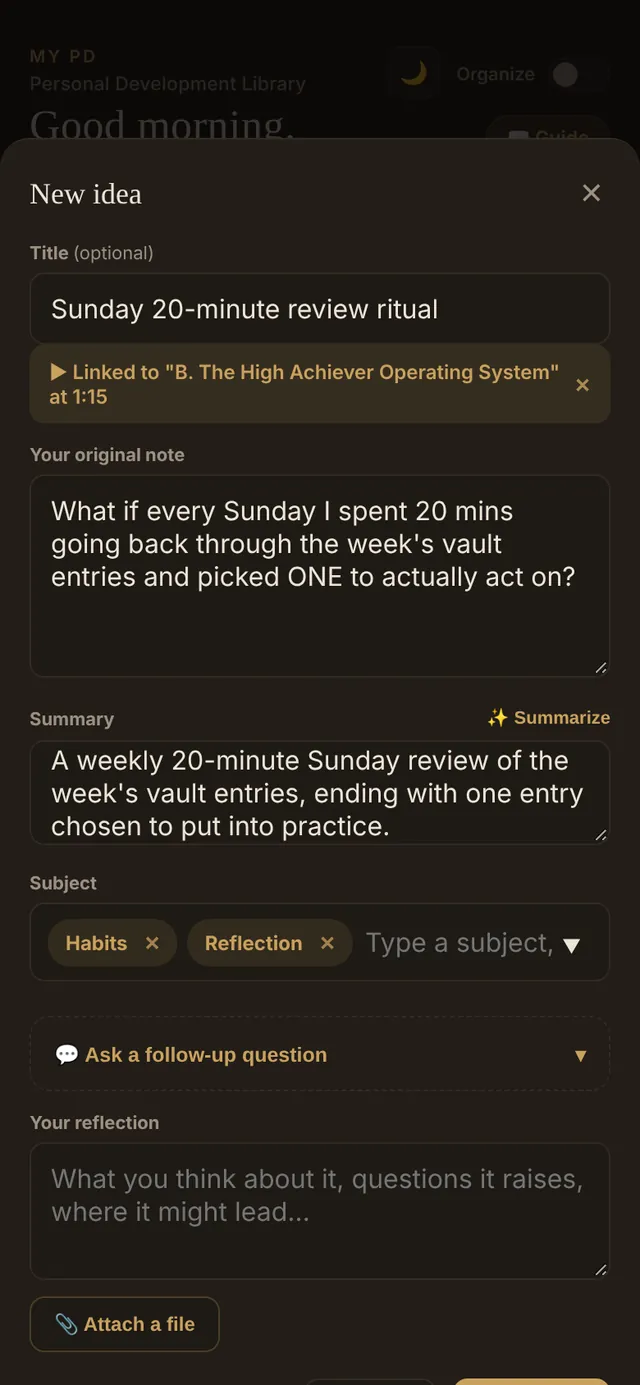 MY PD
Personal Development Library
🌙 Organize
Good morning.
Guide
New idea
✕
Title (optional)
Sunday 20-minute review ritual
▶ Linked to "B. The High Achiever Operating System" ✕
at 1:15
Your original note
What if every Sunday I spent 20 mins
going back through the week's vault
entries and picked ONE to actually act on?
Summary
✨ Summarize
A weekly 20-minute Sunday review of the
week's vault entries, ending with one entry
chosen to put into practice.
Subject
Habits ✕ Reflection ✕ Type a subject, ▼
💬 Ask a follow-up question ▼
Your reflection
What you think about it, questions it raises,
where it might lead...
📎 Attach a file